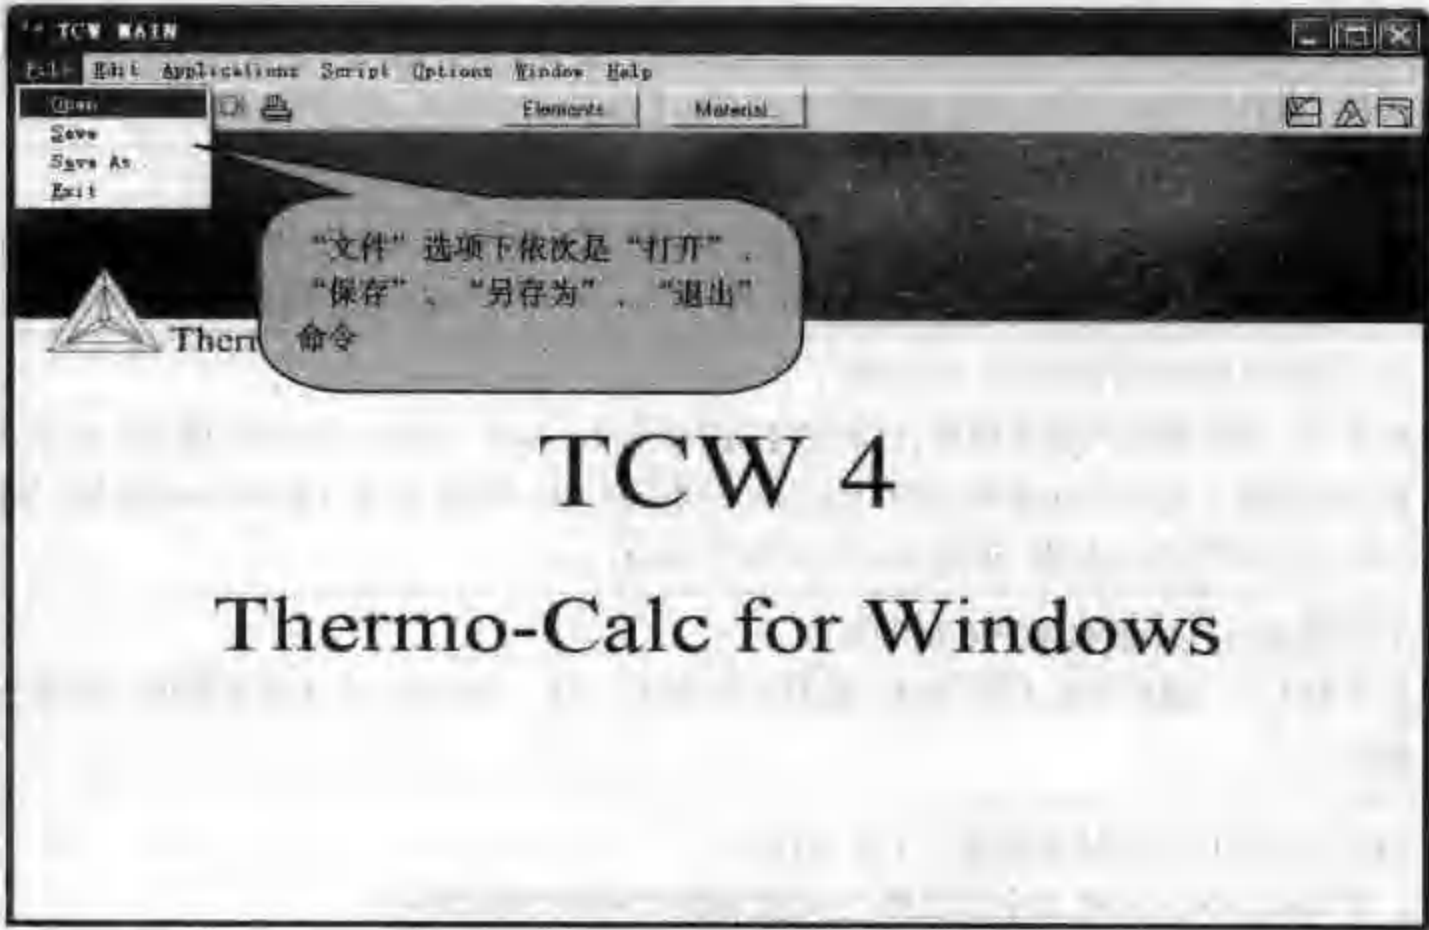 TCW MAIN
File Edit Applications Script Options Window Help
Open
Elements... Material...
Save
Save As
Exit
“文件”选项下依次是“打开”、
“保存”、“另存为”、“退出”
命令
Ther
TCW 4
Thermo-Calc for Windows